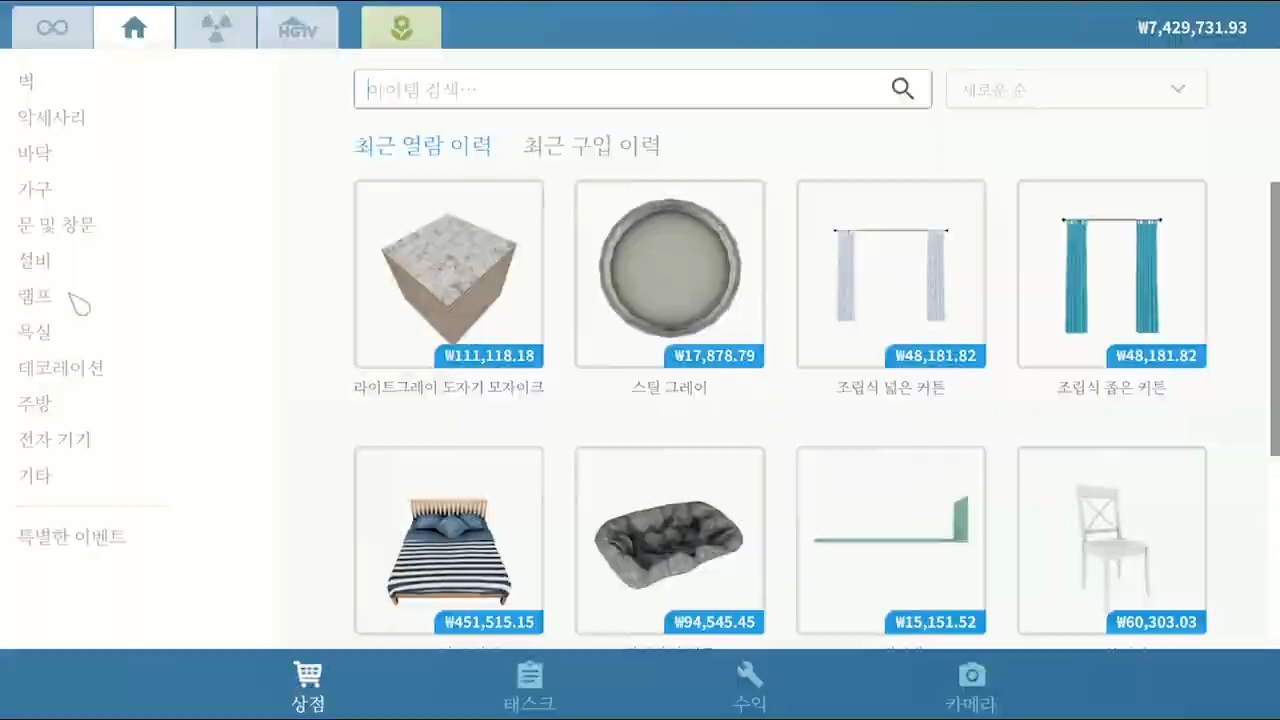 HGTV
₩7,429,731.93
벽
악세사리
바닥
가구
문 및 창문
설비
램프
욕실
데코레이션
주방
전자 기기
기타
특별한 이벤트
아이템 검색…
새로운 순
최근 열람 이력
최근 구입 이력
₩111,118.18
₩17,878.79
₩48,181.82
₩48,181.82
라이트그레이 도자기 모자이크
스틸 그레이
조립식 넓은 커튼
조립식 좁은 커튼
₩451,515.15
₩94,545.45
₩15,151.52
₩60,303.03
상점
태스크
수익
카메라